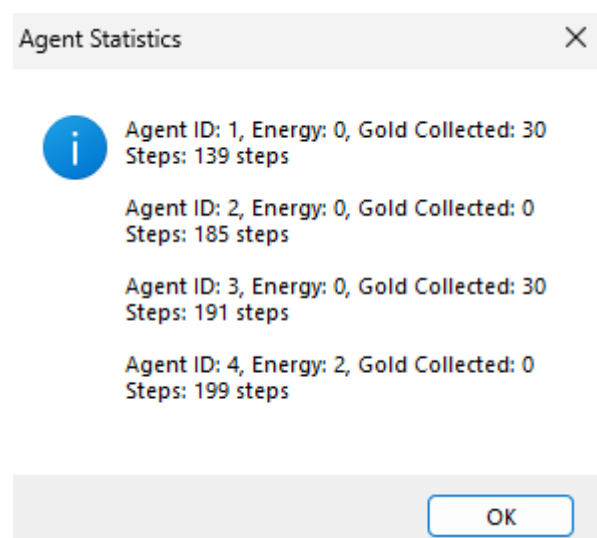 Agent Statistics
Agent ID: 1, Energy: 0, Gold Collected: 30
Steps: 139 steps
Agent ID: 2, Energy: 0, Gold Collected: 0
Steps: 185 steps
Agent ID: 3, Energy: 0, Gold Collected: 30
Steps: 191 steps
Agent ID: 4, Energy: 2, Gold Collected: 0
Steps: 199 steps
OK